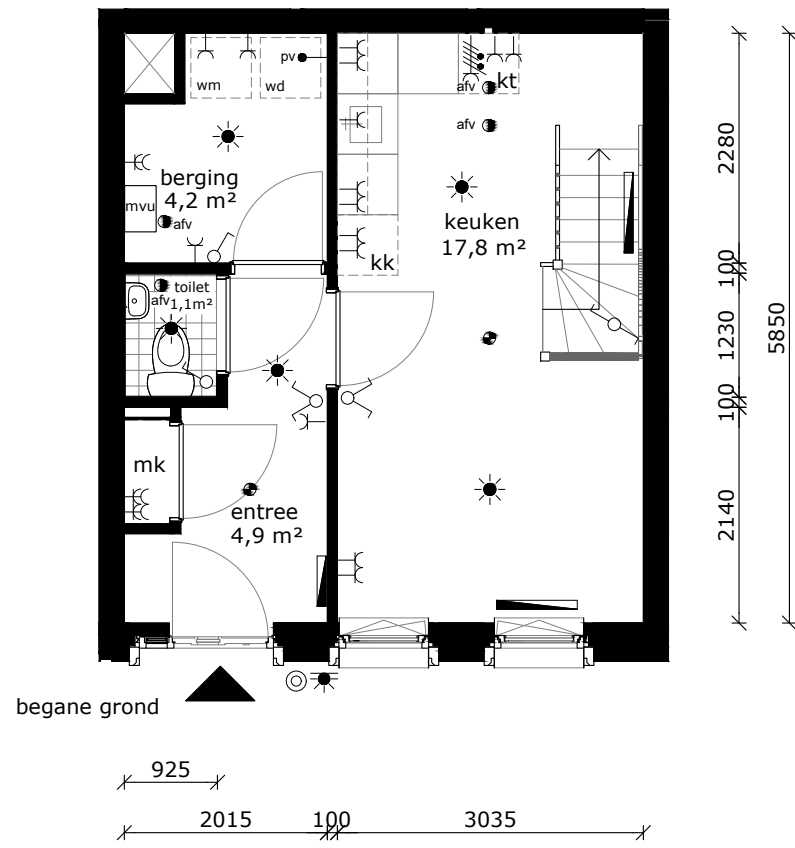 pv
wm
wd
afv
kt
afv
berging
4,2 m²
mvu
afv
keuken
17,8 m²
kk
toilet
afv
1,1m²
mk
entree
4,9 m²
begane grond
2280
100
1230
100
2140
5850
925
2015
100
3035